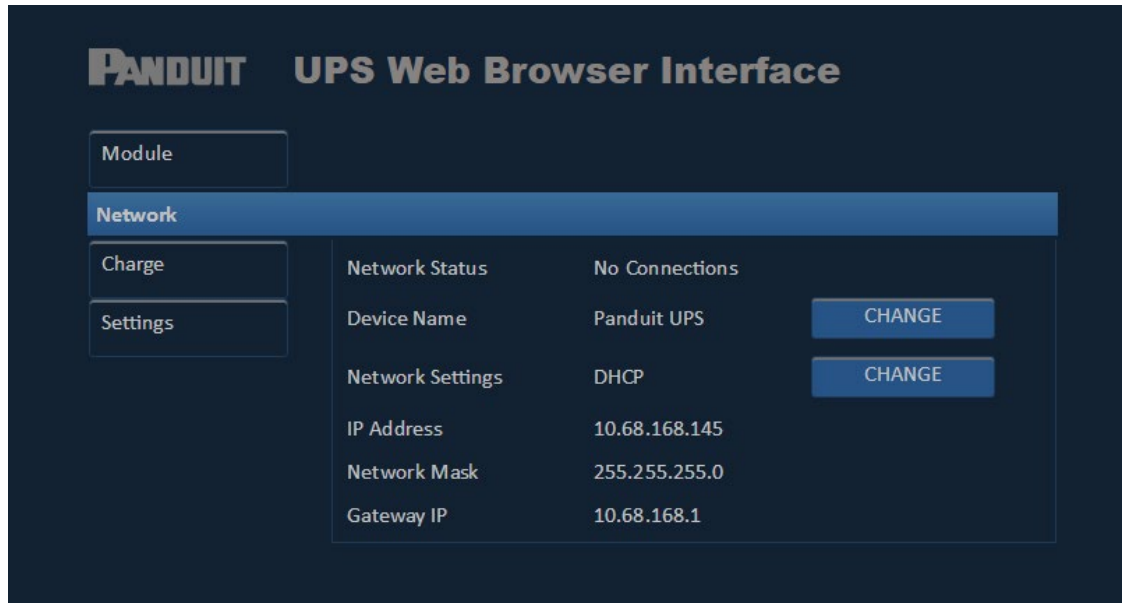 PANDUIT UPS Web Browser Interface
Module
Network
Charge
Settings
Network Status No Connections
Device Name Panduit UPS CHANGE
Network Settings DHCP CHANGE
IP Address 10.68.168.145
Network Mask 255.255.255.0
Gateway IP 10.68.168.1